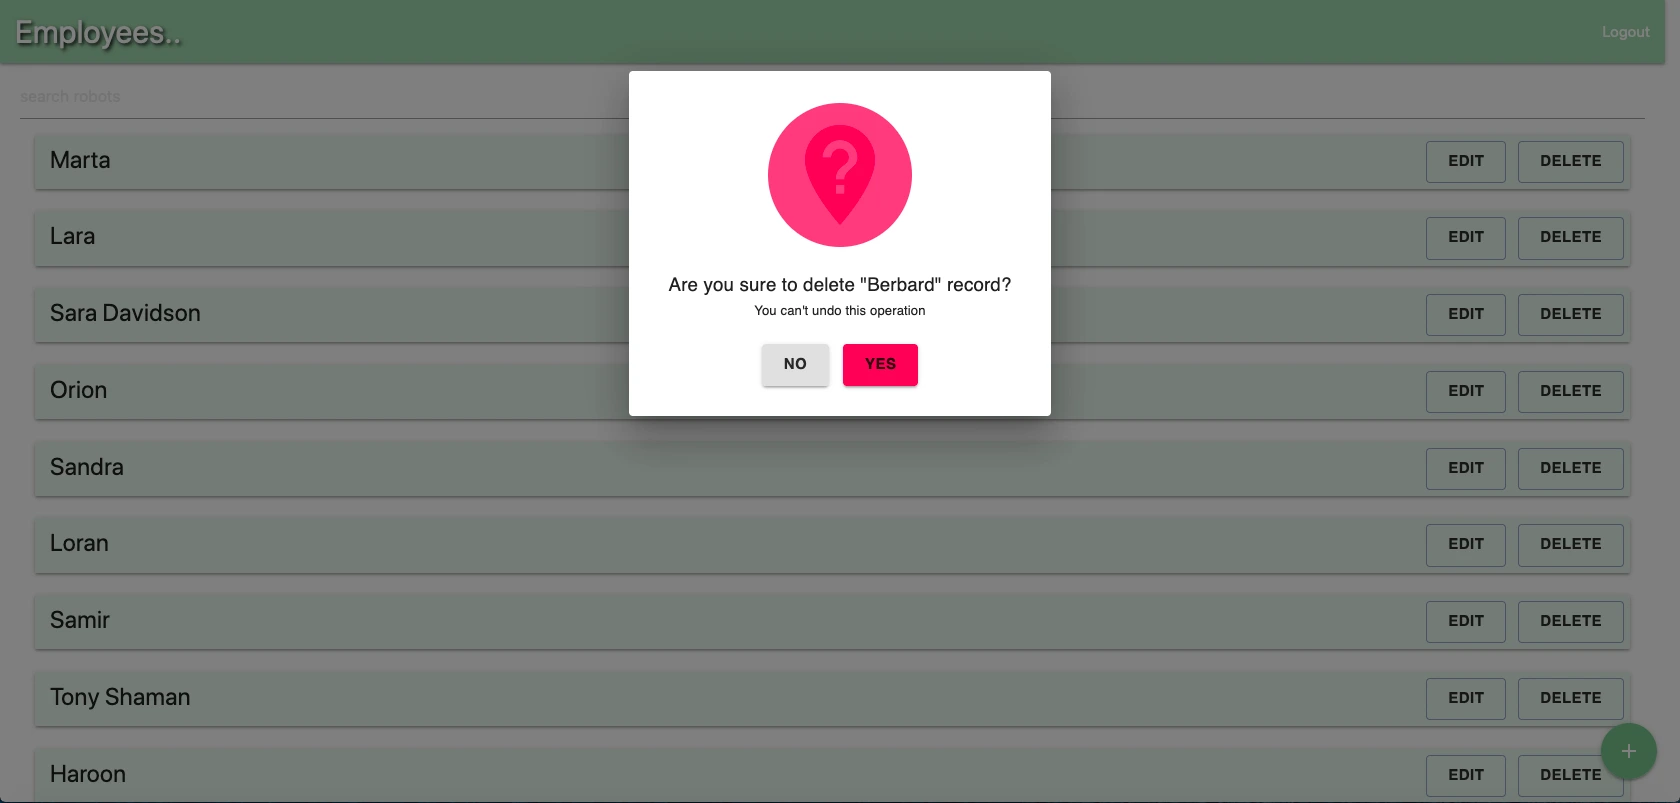 Employees..
Logout
search robots
Marta EDIT DELETE
Lara EDIT DELETE
Sara Davidson EDIT DELETE
Orion EDIT DELETE
Sandra EDIT DELETE
Loran EDIT DELETE
Samir EDIT DELETE
Tony Shaman EDIT DELETE
Haroon EDIT DELETE
+
?
Are you sure to delete "Berbard" record?
You can't undo this operation
NO YES